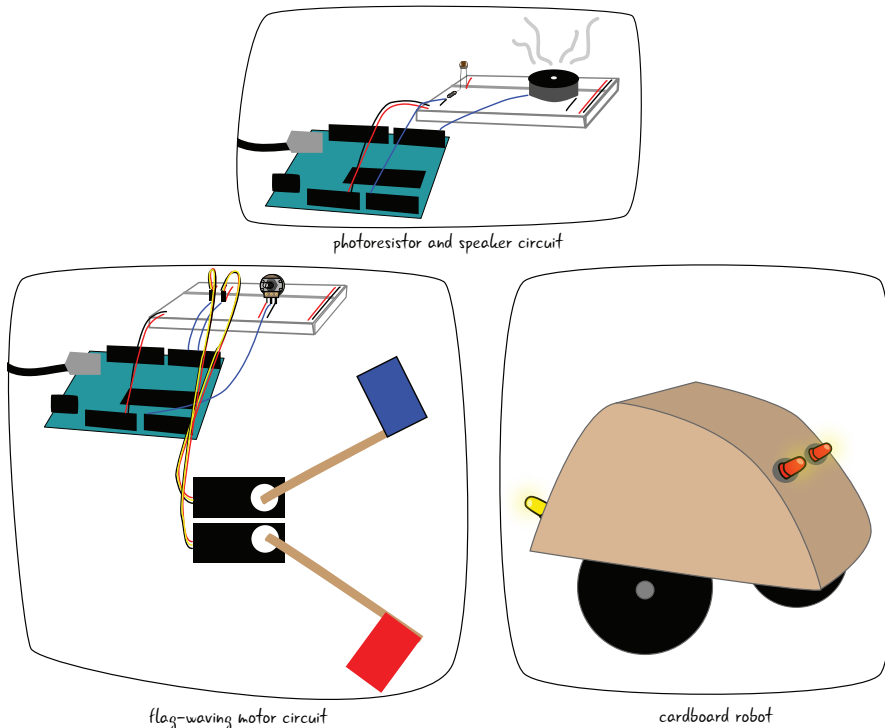 photoresistor and speaker circuit
flag-waving motor circuit
cardboard robot